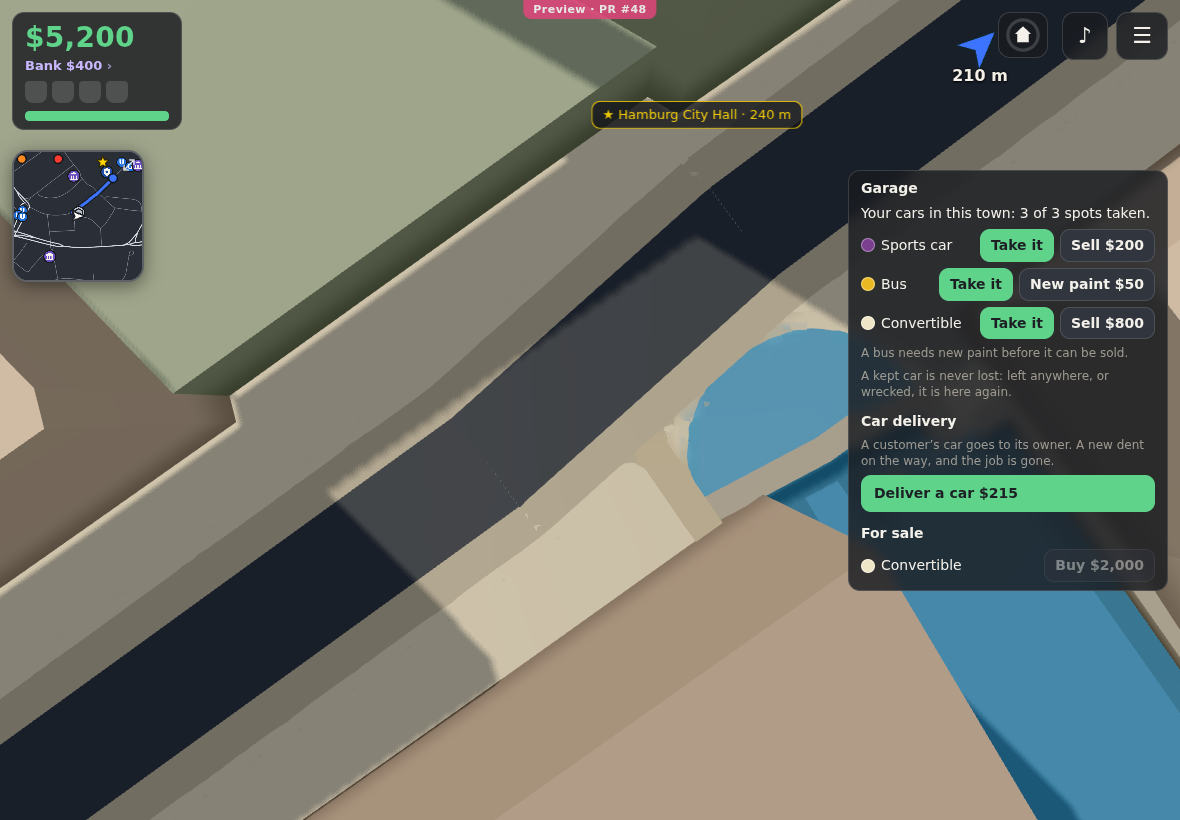 Preview · PR #48
$5,200
Bank $400 ›
210 m
★ Hamburg City Hall · 240 m
Garage
Your cars in this town: 3 of 3 spots taken.
Sports car Take it Sell $200
Bus Take it New paint $50
Convertible Take it Sell $800
A bus needs new paint before it can be sold.
A kept car is never lost: left anywhere, or
wrecked, it is here again.
Car delivery
A customer's car goes to its owner. A new dent
on the way, and the job is gone.
Deliver a car $215
For sale
Convertible Buy $2,000